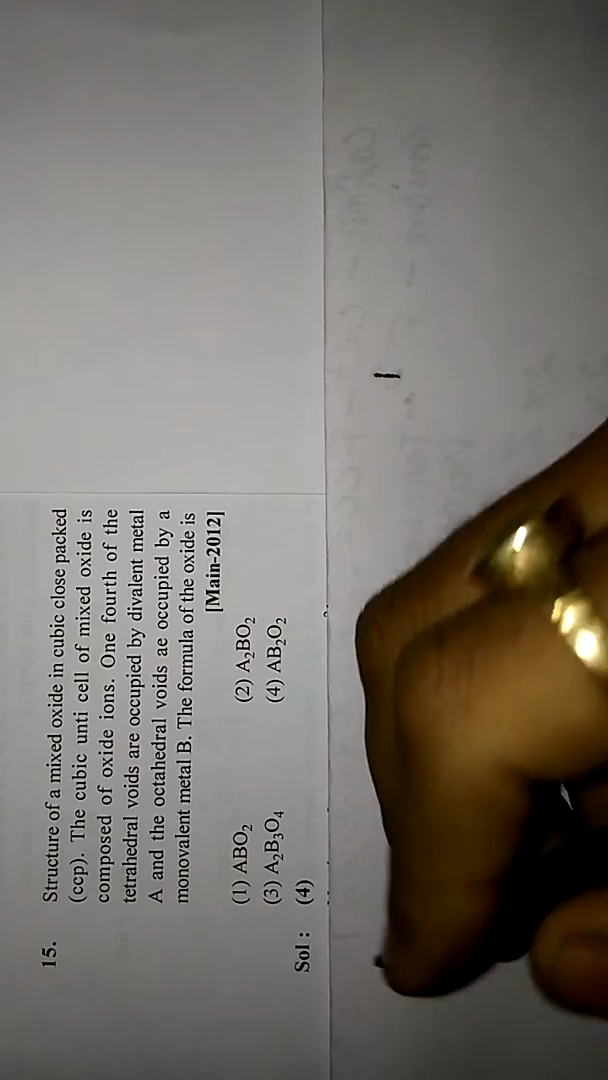 15. Structure of a mixed oxide in cubic close packed
(ccp). The cubic unti cell of mixed oxide is
composed of oxide ions. One fourth of the
tetrahedral voids are occupied by divalent metal
A and the octahedral voids ae occupied by a
monovalent metal B. The formula of the oxide is
[Main-2012]
(1) ABO₂ (2) A₂BO₂
(3) A₂B₃O₄ (4) AB₂O₂
Sol : (4)